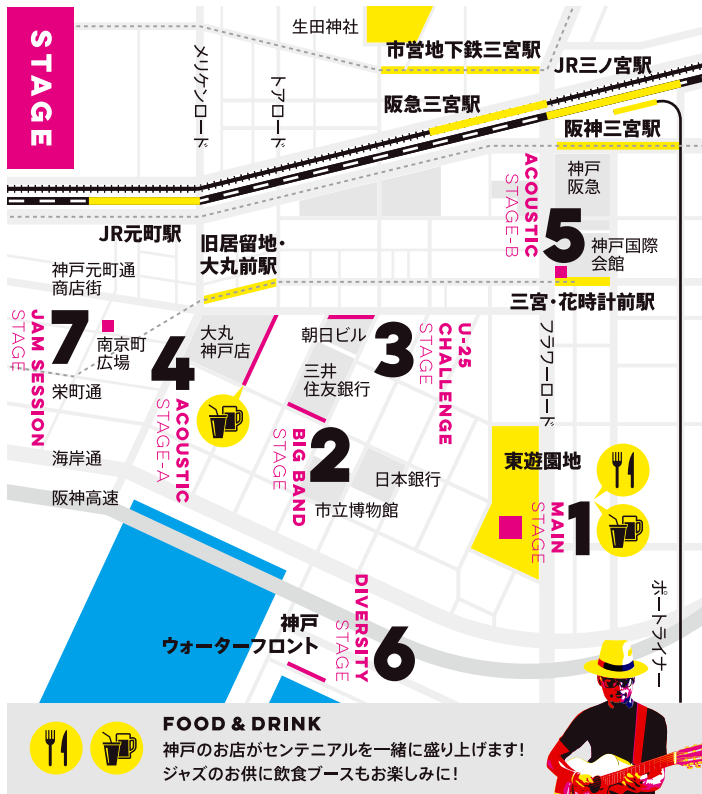 STAGE
生田神社
市営地下鉄三宮駅
JR三ノ宮駅
メリケンロード
トアロード
阪急三宮駅
阪神三宮駅
神戸
阪急
ACOUSTIC
STAGE-B
5
神戸国際
会館
JR元町駅
旧居留地・
大丸前駅
神戸元町通
商店街
三宮・花時計前駅
フラワーロード
7
JAM SESSION
STAGE
南京町
広場
4
ACOUSTIC
STAGE-A
大丸
神戸店
朝日ビル
3
U-25
CHALLENGE
STAGE
三井
住友銀行
栄町通
2
BIG BAND
STAGE
海岸通
阪神高速
日本銀行
市立博物館
東遊園地
1
MAIN
STAGE
6
DIVERSITY
STAGE
神戸
ウォーターフロント
ポートライナー
FOOD & DRINK
神戸のお店がセンテニアルを一緒に盛り上げます!
ジャズのお供に飲食ブースもお楽しみに!